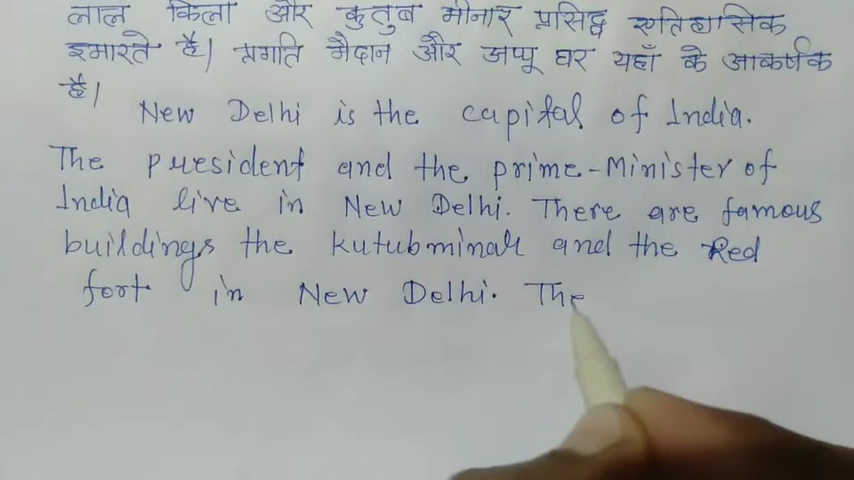 लाल किला और कुतुब मीनार प्रसिद्ध एतिहासिक
इमारते है। प्रगति मैदान और अप्पू घर यहाँ के आकर्षक
है।
New Delhi is the capital of India.
The president and the prime-Minister of
India live in New Delhi. There are famous
buildings the kutubminar and the Red
fort in New Delhi. The